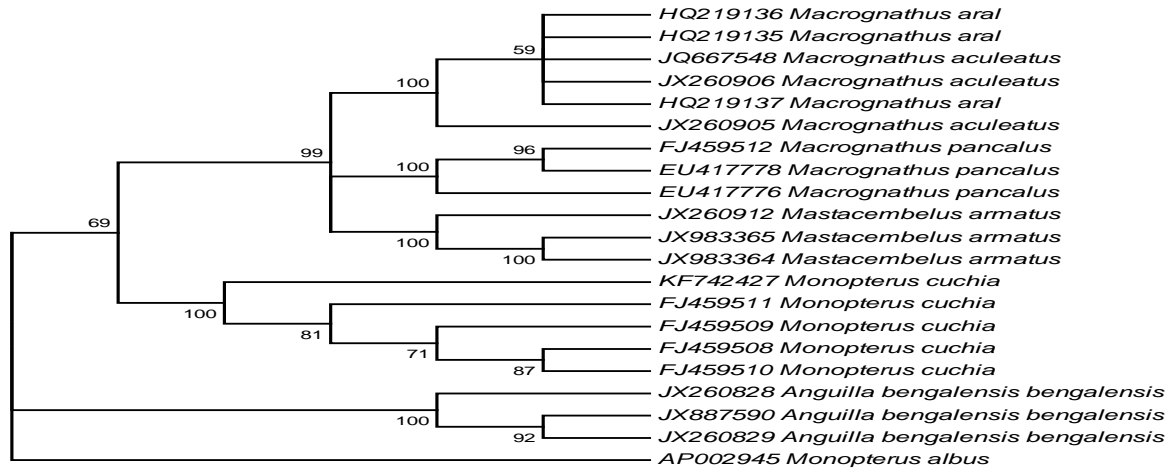 HQ219136 Macrognathus aral
HQ219135 Macrognathus aral
59
JQ667548 Macrognathus aculeatus
100
JX260906 Macrognathus aculeatus
HQ219137 Macrognathus aral
JX260905 Macrognathus aculeatus
99
96
FJ459512 Macrognathus pancalus
100
EU417778 Macrognathus pancalus
EU417776 Macrognathus pancalus
69
JX260912 Mastacembelus armatus
100
JX983365 Mastacembelus armatus
100
JX983364 Mastacembelus armatus
KF742427 Monopterus cuchia
100
FJ459511 Monopterus cuchia
81
FJ459509 Monopterus cuchia
71
FJ459508 Monopterus cuchia
87
FJ459510 Monopterus cuchia
JX260828 Anguilla bengalensis bengalensis
100
JX887590 Anguilla bengalensis bengalensis
92
JX260829 Anguilla bengalensis bengalensis
AP002945 Monopterus albus